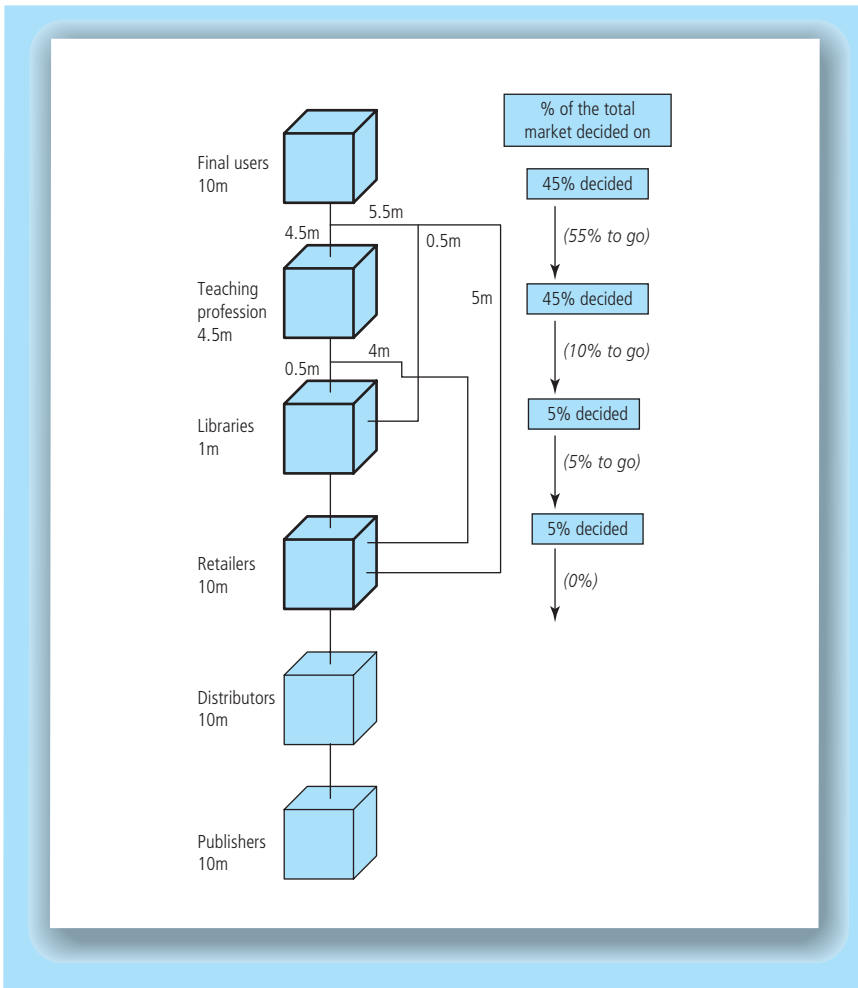 % of the total
market decided on
Final users
10m
45% decided
5.5m
4.5m
0.5m
(55% to go)
Teaching
profession
4.5m
5m
45% decided
4m
0.5m
(10% to go)
Libraries
1m
5% decided
(5% to go)
5% decided
Retailers
10m
(0%)
Distributors
10m
Publishers
10m